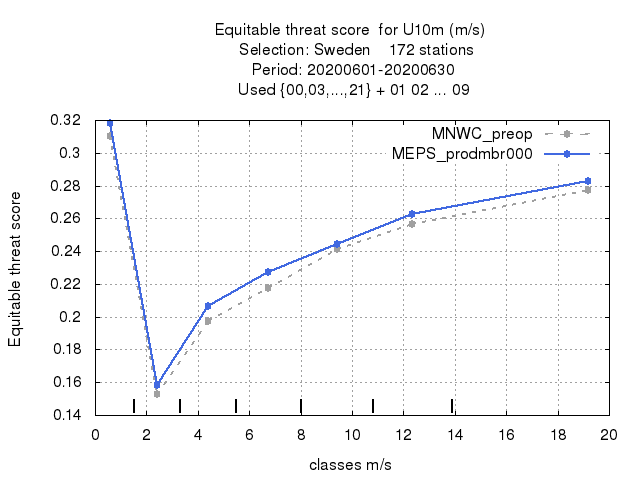 Equitable threat score  for U10m (m/s)
Selection: Sweden    172 stations
Period: 20200601-20200630
Used {00,03,...,21} + 01 02 ... 09
MNWC_preop
MEPS_prodmbr000
Equitable threat score
0.32
0.3
0.28
0.26
0.24
0.22
0.2
0.18
0.16
0.14
0 2 4 6 8 10 12 14 16 18 20
classes m/s